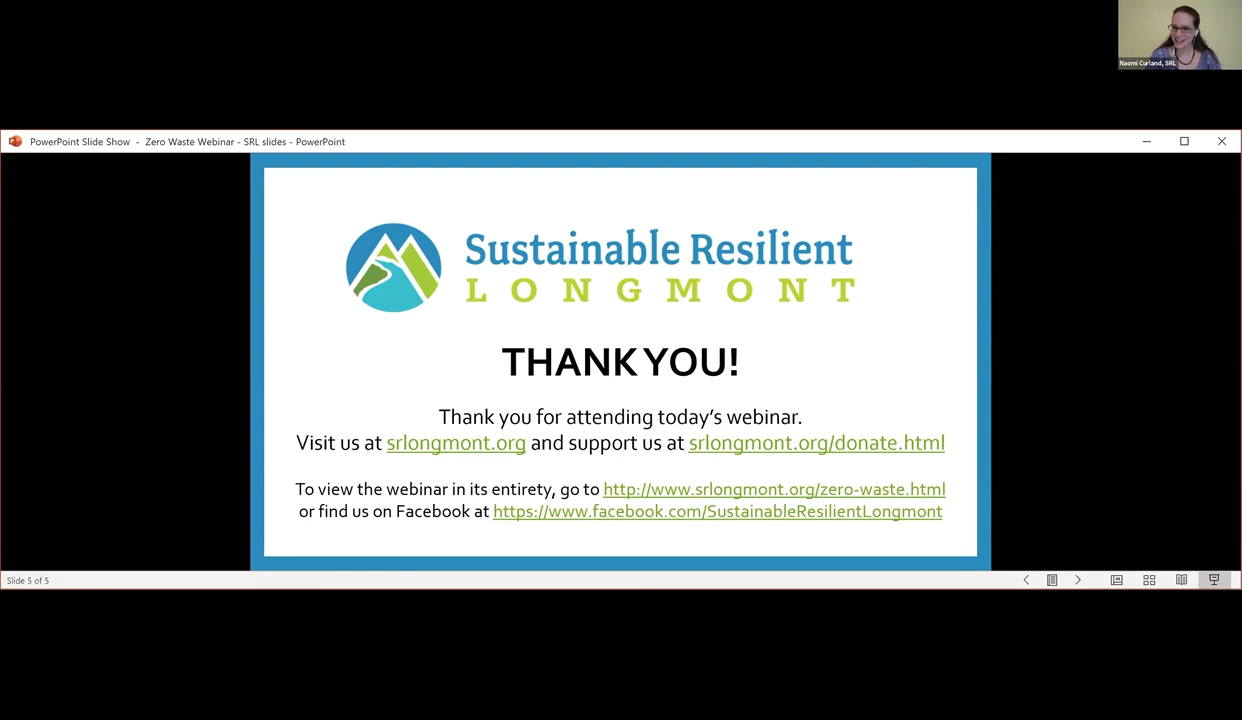 Naomi Curland, SRL
PowerPoint Slide Show - Zero Waste Webinar - SRL slides - PowerPoint
Sustainable Resilient
LONGMONT
THANK YOU!
Thank you for attending today's webinar.
Visit us at srlongmont.org and support us at srlongmont.org/donate.html
To view the webinar in its entirety, go to http://www.srlongmont.org/zero-waste.html
or find us on Facebook at https://www.facebook.com/SustainableResilientLongmont
Slide 5 of 5